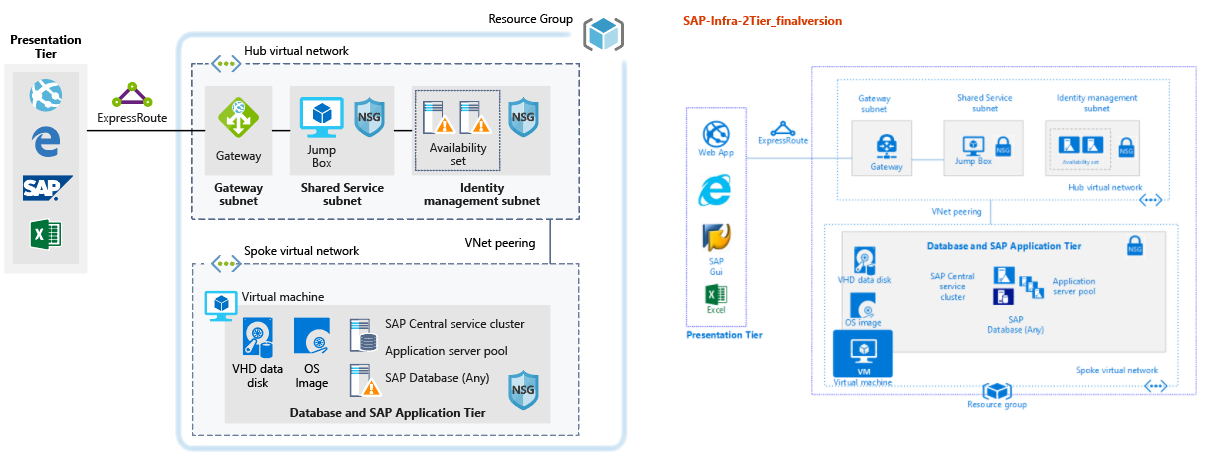 Resource Group
Presentation
Tier
Hub virtual network
ExpressRoute
SAP
Gateway
Jump
Box
NSG
Availability
set
NSG
Gateway
subnet
Shared Service
subnet
Identity
management subnet
VNet peering
Spoke virtual network
Virtual machine
VHD data
disk
OS
Image
SAP Central service cluster
Application server pool
SAP Database (Any)
NSG
Database and SAP Application Tier
SAP-Infra-2Tier_finalversion
Gateway
subnet
Shared Service
subnet
Identity management
subnet
Web App
ExpressRoute
Gateway
Jump Box
NSG
Availability set
NSG
Hub virtual network
VNet peering
SAP
Gui
Excel
Presentation Tier
Database and SAP Application Tier
NSG
VHD data disk
OS image
SAP Central
service
cluster
Application
server pool
SAP
Database (Any)
VM
Virtual machine
Spoke virtual network
Resource group